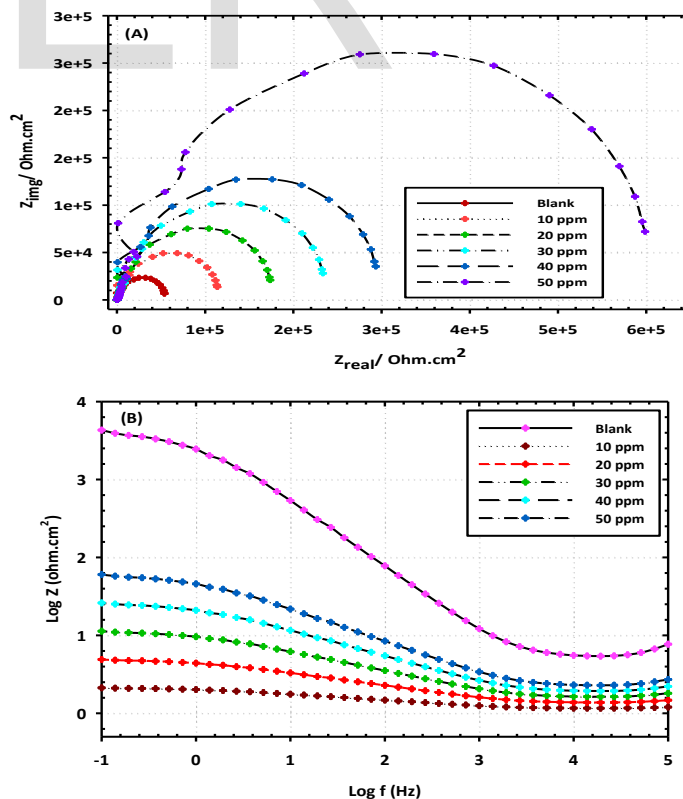 3e+5
(A)
3e+5
2e+5
2e+5
1e+5
5e+4
0
Z img/ Ohm.cm²
Blank
10 ppm
20 ppm
30 ppm
40 ppm
50 ppm
0 1e+5 2e+5 3e+5 4e+5 5e+5 6e+5
Z real/ Ohm.cm²
4
(B)
3
2
1
0
Log Z (ohm.cm²)
Blank
10 ppm
20 ppm
30 ppm
40 ppm
50 ppm
-1 0 1 2 3 4 5
Log f (Hz)